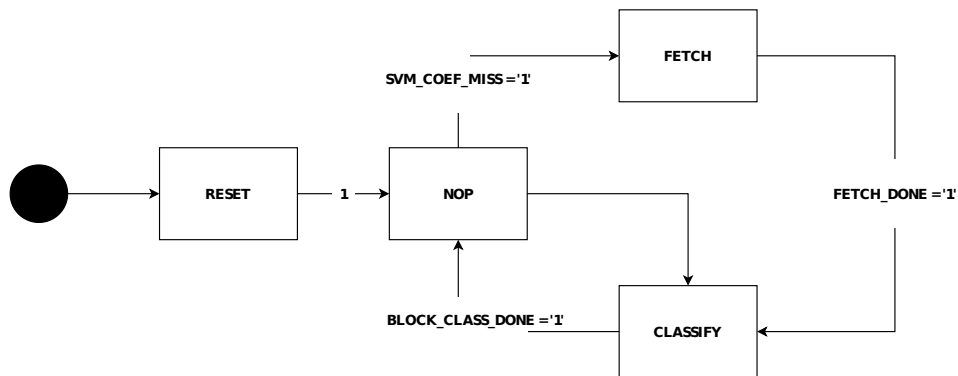 FETCH
SVM_COEF_MISS='1'
RESET
1
NOP
FETCH_DONE='1'
BLOCK_CLASS_DONE='1'
CLASSIFY